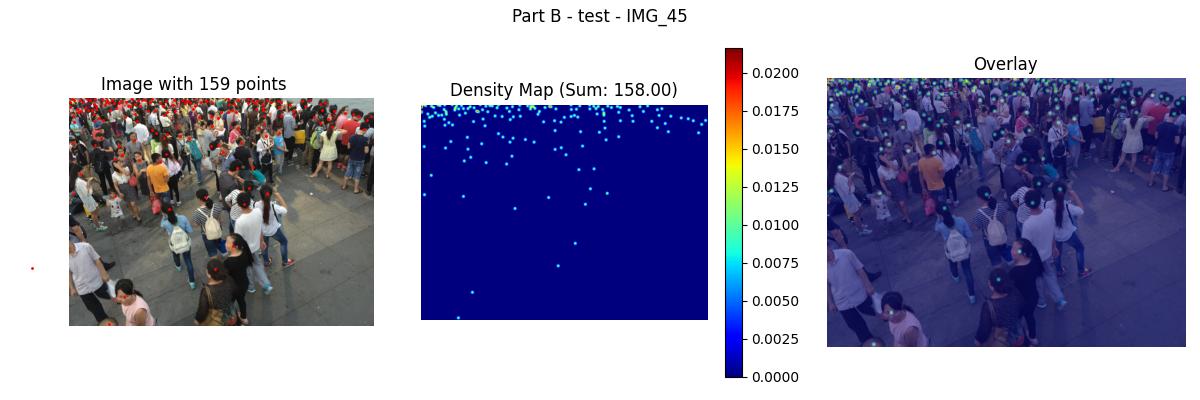 Part B - test - IMG_45
Image with 159 points
Density Map (Sum: 158.00)
Overlay
0.0200
0.0175
0.0150
0.0125
0.0100
0.0075
0.0050
0.0025
0.0000